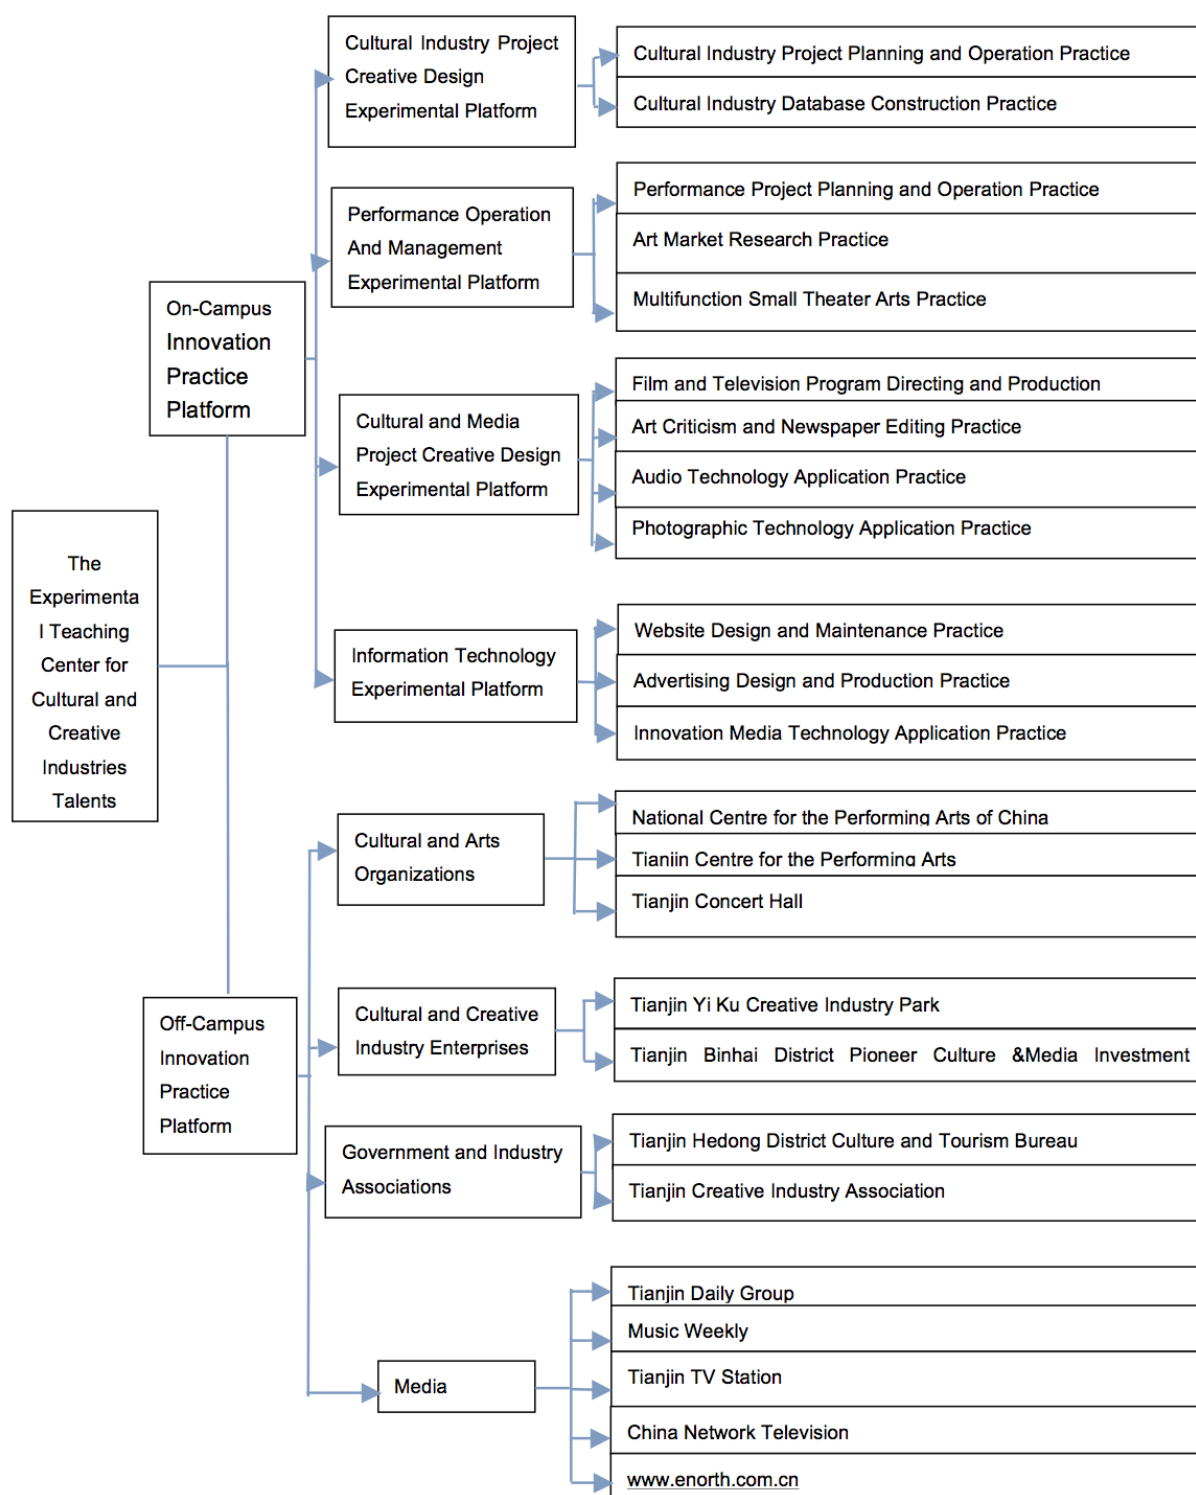 The
Experimenta
l Teaching
Center for
Cultural and
Creative
Industries
Talents
On-Campus
Innovation
Practice
Platform
Cultural Industry Project
Creative Design
Experimental Platform
Cultural Industry Project Planning and Operation Practice
Cultural Industry Database Construction Practice
Performance Operation
And Management
Experimental Platform
Performance Project Planning and Operation Practice
Art Market Research Practice
Multifunction Small Theater Arts Practice
Cultural and Media
Project Creative Design
Experimental Platform
Film and Television Program Directing and Production
Art Criticism and Newspaper Editing Practice
Audio Technology Application Practice
Photographic Technology Application Practice
Information Technology
Experimental Platform
Website Design and Maintenance Practice
Advertising Design and Production Practice
Innovation Media Technology Application Practice
Off-Campus
Innovation
Practice
Platform
Cultural and Arts
Organizations
National Centre for the Performing Arts of China
Tianjin Centre for the Performing Arts
Tianjin Concert Hall
Cultural and Creative
Industry Enterprises
Tianjin Yi Ku Creative Industry Park
Tianjin Binhai District Pioneer Culture &Media Investment
Government and Industry
Associations
Tianjin Hedong District Culture and Tourism Bureau
Tianjin Creative Industry Association
Media
Tianjin Daily Group
Music Weekly
Tianjin TV Station
China Network Television
www.enorth.com.cn